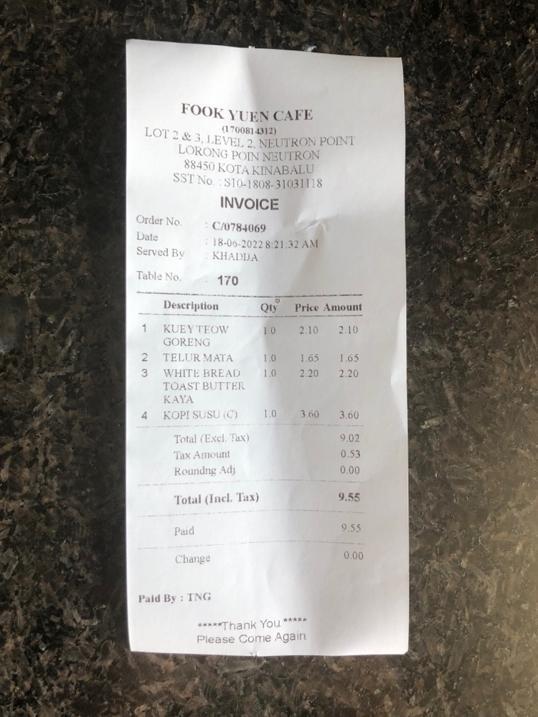 FOOK YUEN CAFE
(1700814312)
LOT 2 & 3, LEVEL 2, NEUTRON POINT
LORONG POIN NEUTRON
88450 KOTA KINABALU
SST No. : S10-1808-31031118
INVOICE
Order No. : C/0784069
Date : 18-06-2022 8:21:32 AM
Served By : KHADDA
Table No. : 170
Description Qty Price Amount
1 KUEY TEOW 1.0 2.10 2.10
GORENG
2 TELUR MATA 1.0 1.65 1.65
3 WHITE BREAD 1.0 2.20 2.20
TOAST BUTTER
KAYA
4 KOPI SUSU (C) 1.0 3.60 3.60
Total (Excl. Tax) 9.02
Tax Amount 0.53
Roundng Adj 0.00
Total (Incl. Tax) 9.55
Paid 9.55
Change 0.00
Paid By : TNG
*****Thank You *****
Please Come Again